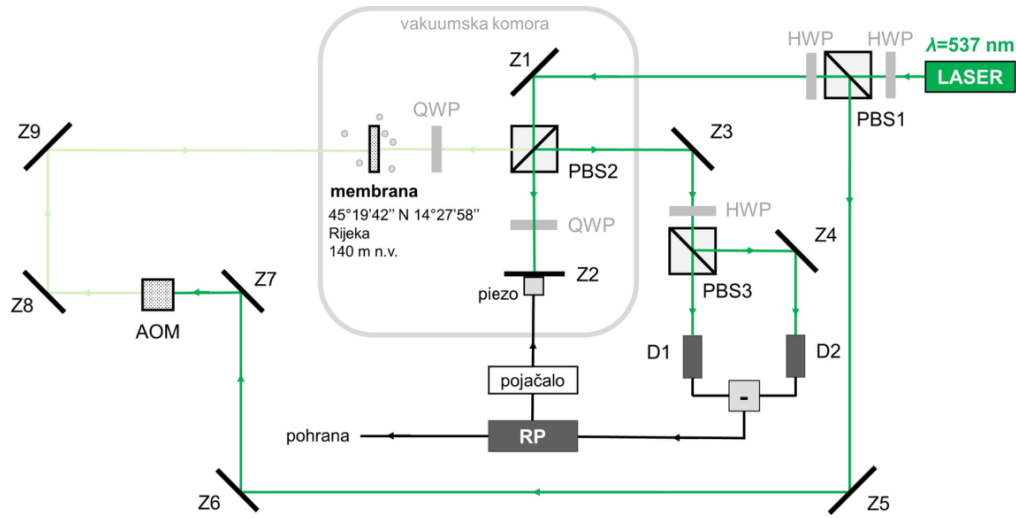 vakuumska komora
HWP
HWP
λ=537 nm
LASER
PBS1
Z1
QWP
Z9
Z3
PBS2
membrana
45°19'42'' N 14°27'58''
Rijeka
140 m n.v.
QWP
HWP
Z4
Z2
piezo
PBS3
Z7
Z8
AOM
D1
D2
pojačalo
-
pohrana
RP
Z6
Z5